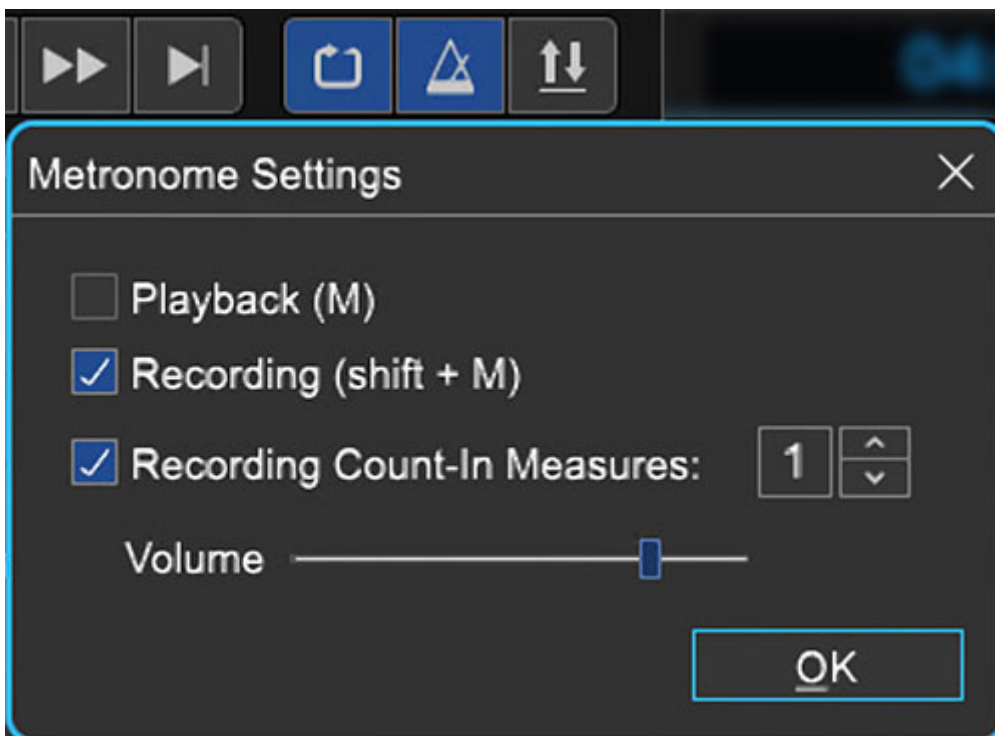 Metronome Settings
Playback (M)
Recording (shift + M)
Recording Count-In Measures: 1
Volume
OK